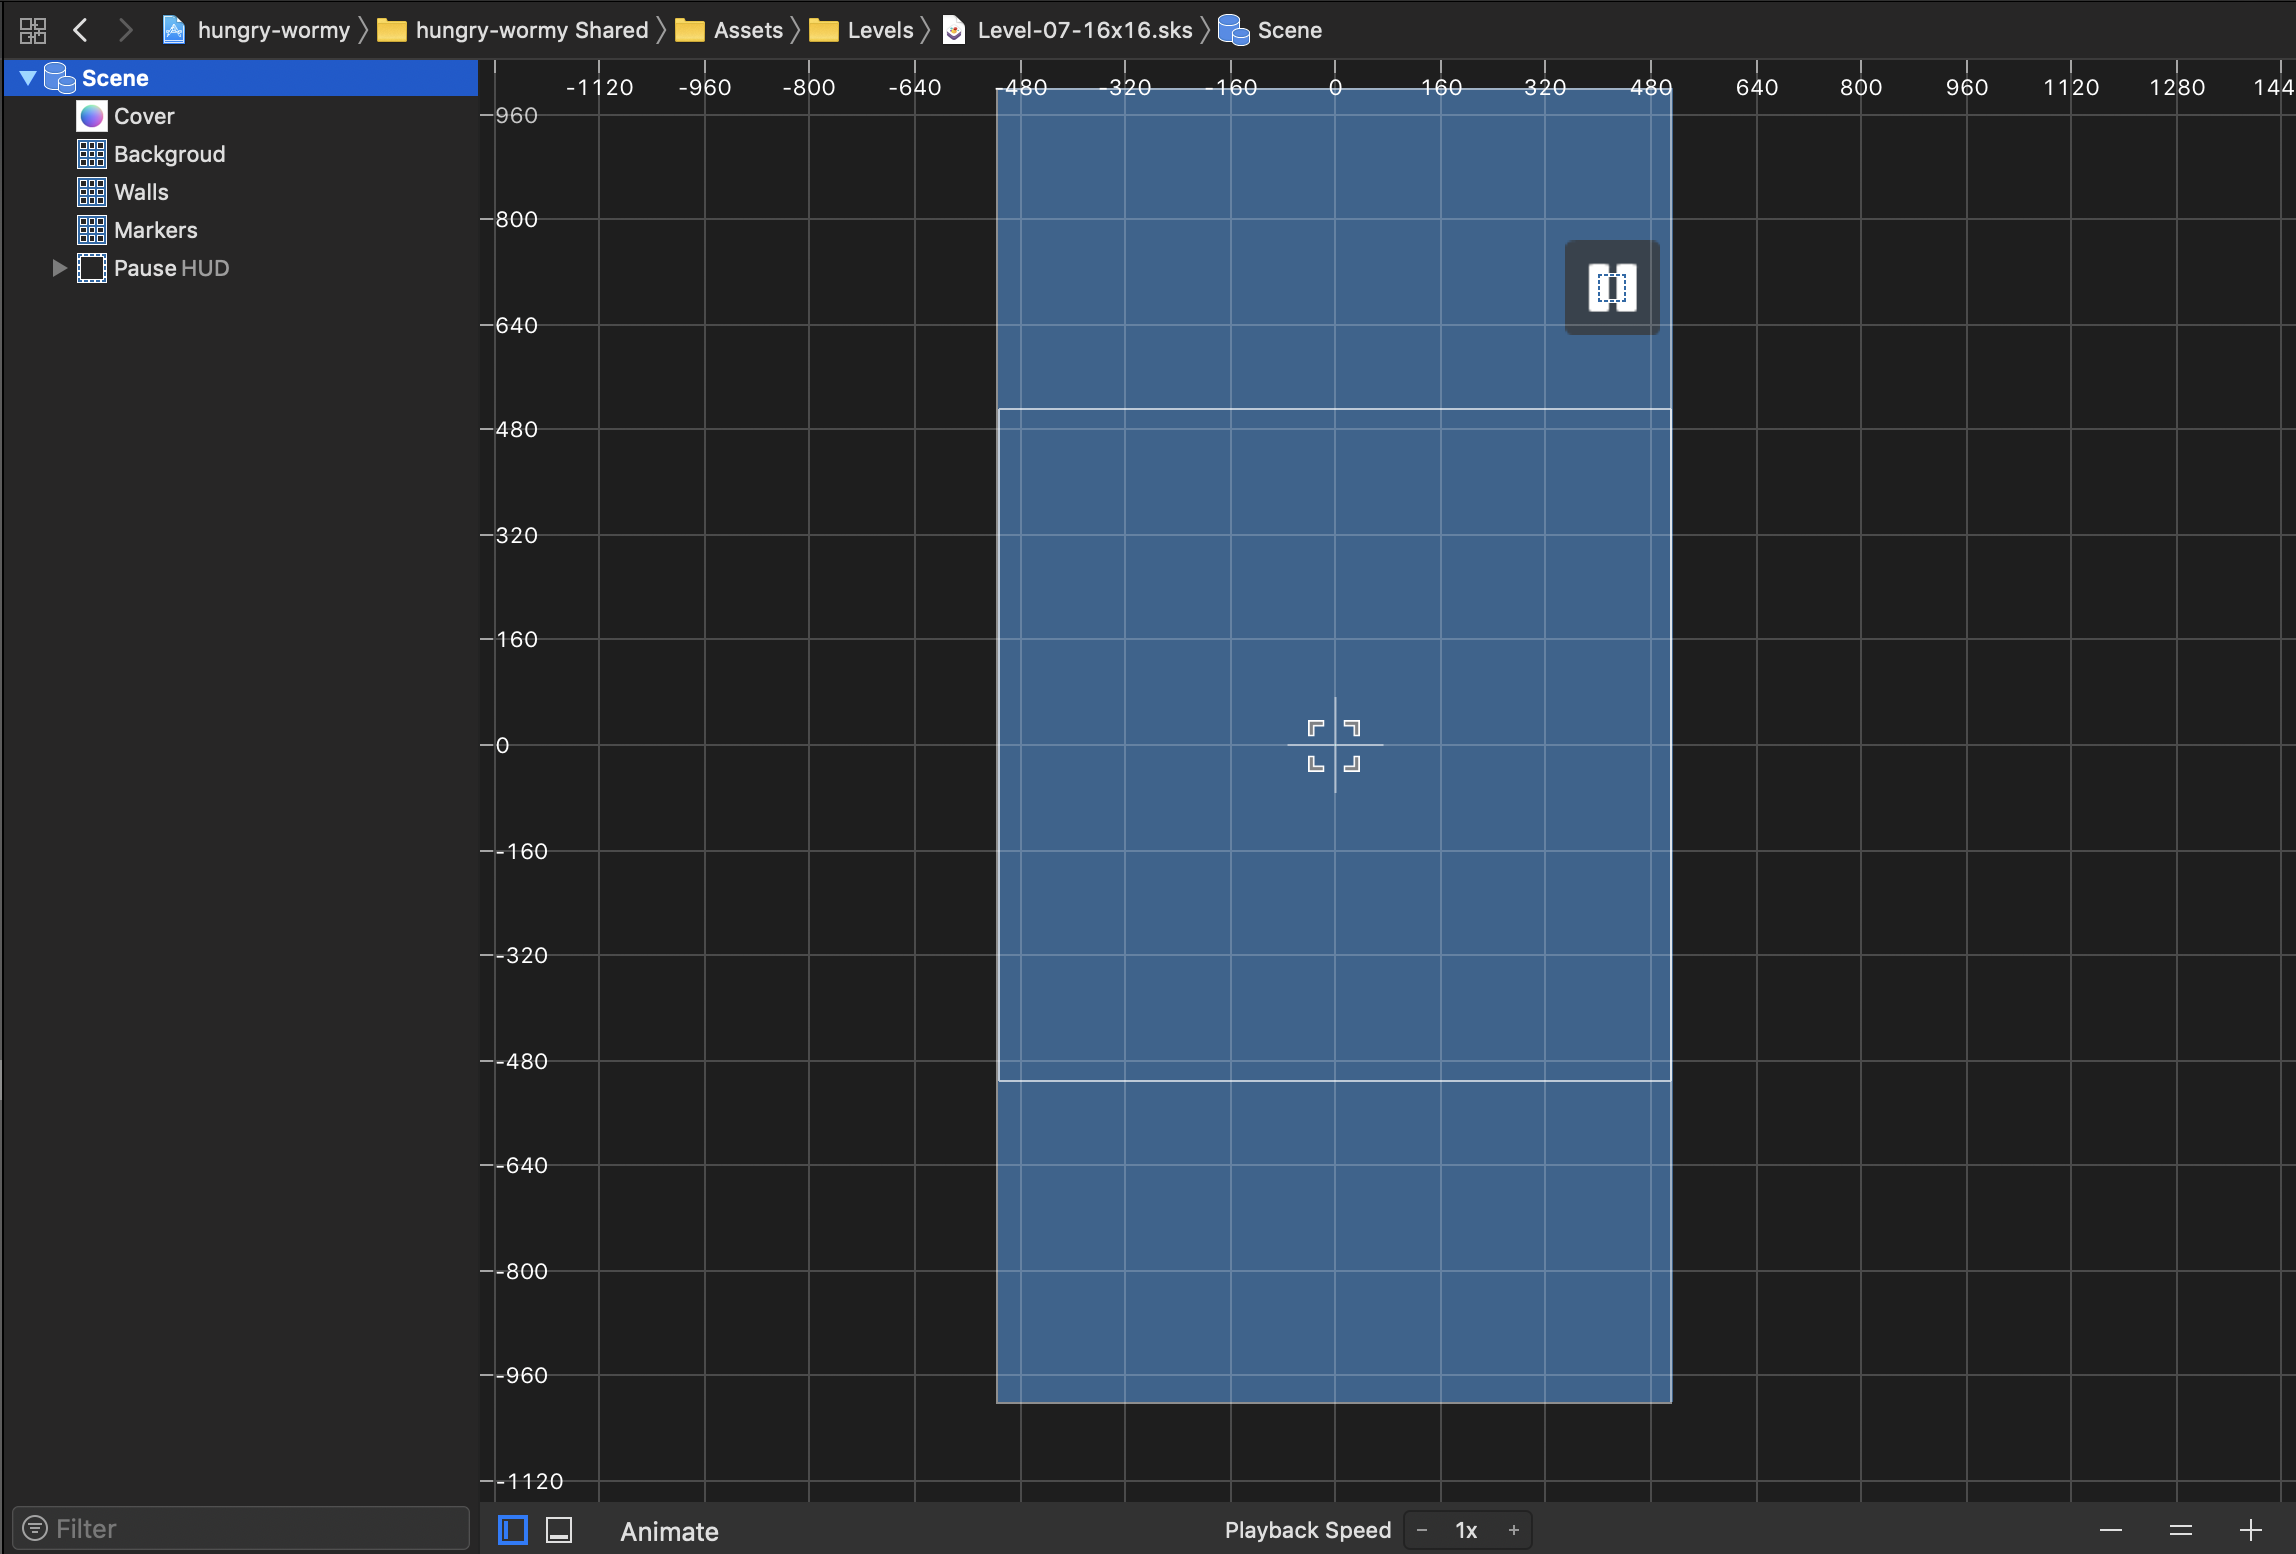 hungry-wormy hungry-wormy Shared Assets Levels Level-07-16x16.sks Scene
Scene
Cover
Backgroud
Walls
Markers
Pause HUD
-1120 -960 -800 -640 -480 -320 -160 0 160 320 480 640 800 960 1120 1280 144
960
800
640
480
320
160
0
-160
-320
-480
-640
-800
-960
-1120
Filter
Animate
Playback Speed - 1x +